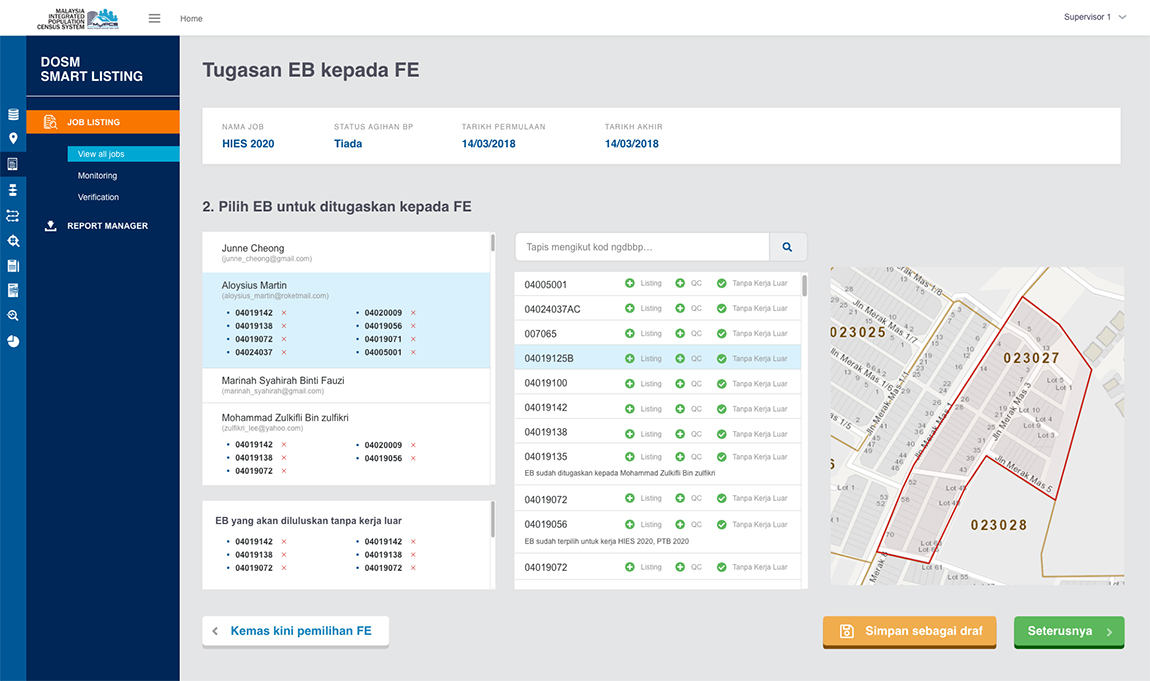 MALAYSIA
INTEGRATED
POPULATION
CENSUS SYSTEM
MyIPCS
Home
Supervisor 1
DOSM
SMART LISTING
JOB LISTING
View all jobs
Monitoring
Verification
REPORT MANAGER
Tugasan EB kepada FE
NAMA JOB
HIES 2020
STATUS AGIHAN BP
Tiada
TARIKH PERMULAAN
14/03/2018
TARIKH AKHIR
14/03/2018
2. Pilih EB untuk ditugaskan kepada FE
Junne Cheong
(junne_cheong@gmail.com)
Aloysius Martin
(aloysius_martin@roketmail.com)
• 04019142 × • 04020009 ×
• 04019138 × • 04019056 ×
• 04019072 × • 04019071 ×
• 04024037 × • 04005001 ×
Marinah Syahirah Binti Fauzi
(marinah_syahirah@gmail.com)
Mohammad Zulkifli Bin zulfikri
(zulfikri_lee@yahoo.com)
• 04019142 × • 04020009 ×
• 04019138 × • 04019056 ×
• 04019072 ×
EB yang akan diluluskan tanpa kerja luar
• 04019142 × • 04019142 ×
• 04019138 × • 04019138 ×
• 04019072 × • 04019072 ×
Tapis mengikut kod ngdbbp...
04005001 Listing QC Tanpa Kerja Luar
04024037AC Listing QC Tanpa Kerja Luar
007065 Listing QC Tanpa Kerja Luar
04019125B Listing QC Tanpa Kerja Luar
04019100 Listing QC Tanpa Kerja Luar
04019142 Listing QC Tanpa Kerja Luar
04019138 Listing QC Tanpa Kerja Luar
04019135 Listing QC Tanpa Kerja Luar
EB sudah ditugaskan kepada Mohammad Zulkifli Bin zulfikri
04019072 Listing QC Tanpa Kerja Luar
04019056 Listing QC Tanpa Kerja Luar
EB sudah terpilih untuk kerja HIES 2020, PTB 2020
04019072 Listing QC Tanpa Kerja Luar
Jln Merak Mas 1/8
Jln Merak Mas 1/7
023025
023027
Jln Merak Mas 1/6
Jln Merak Mas 1
Jln Merak Mas 3
Lot 5
Lot 1
Lot 10
Lot 4
Lot 3
Jln Merak Mas 5
Lot 1
023028
Lot 63
Lot 61
Lot 55
Kemas kini pemilihan FE
Simpan sebagai draf
Seterusnya